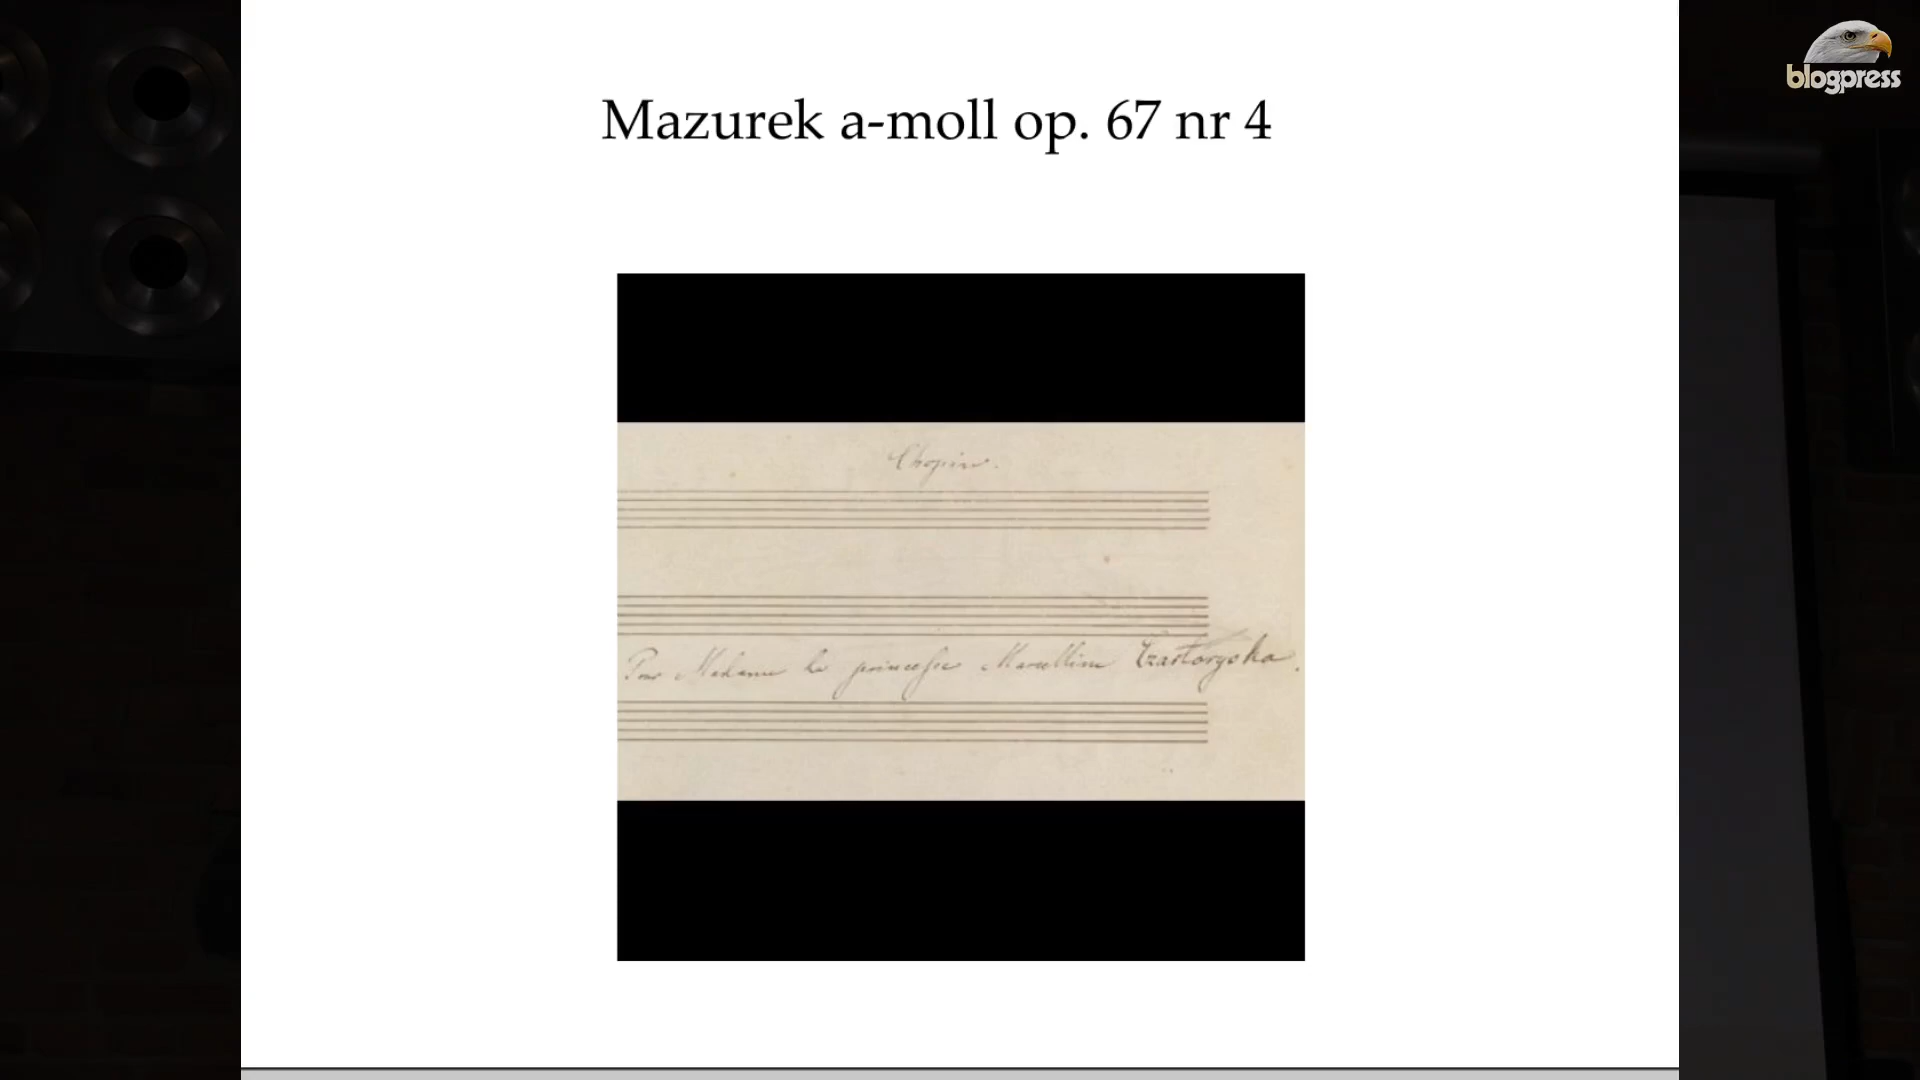 Mazurek a-moll op. 67 nr 4
blogpress
Chopin.
Pour Madame la princesse Marcelline Czartoryska.